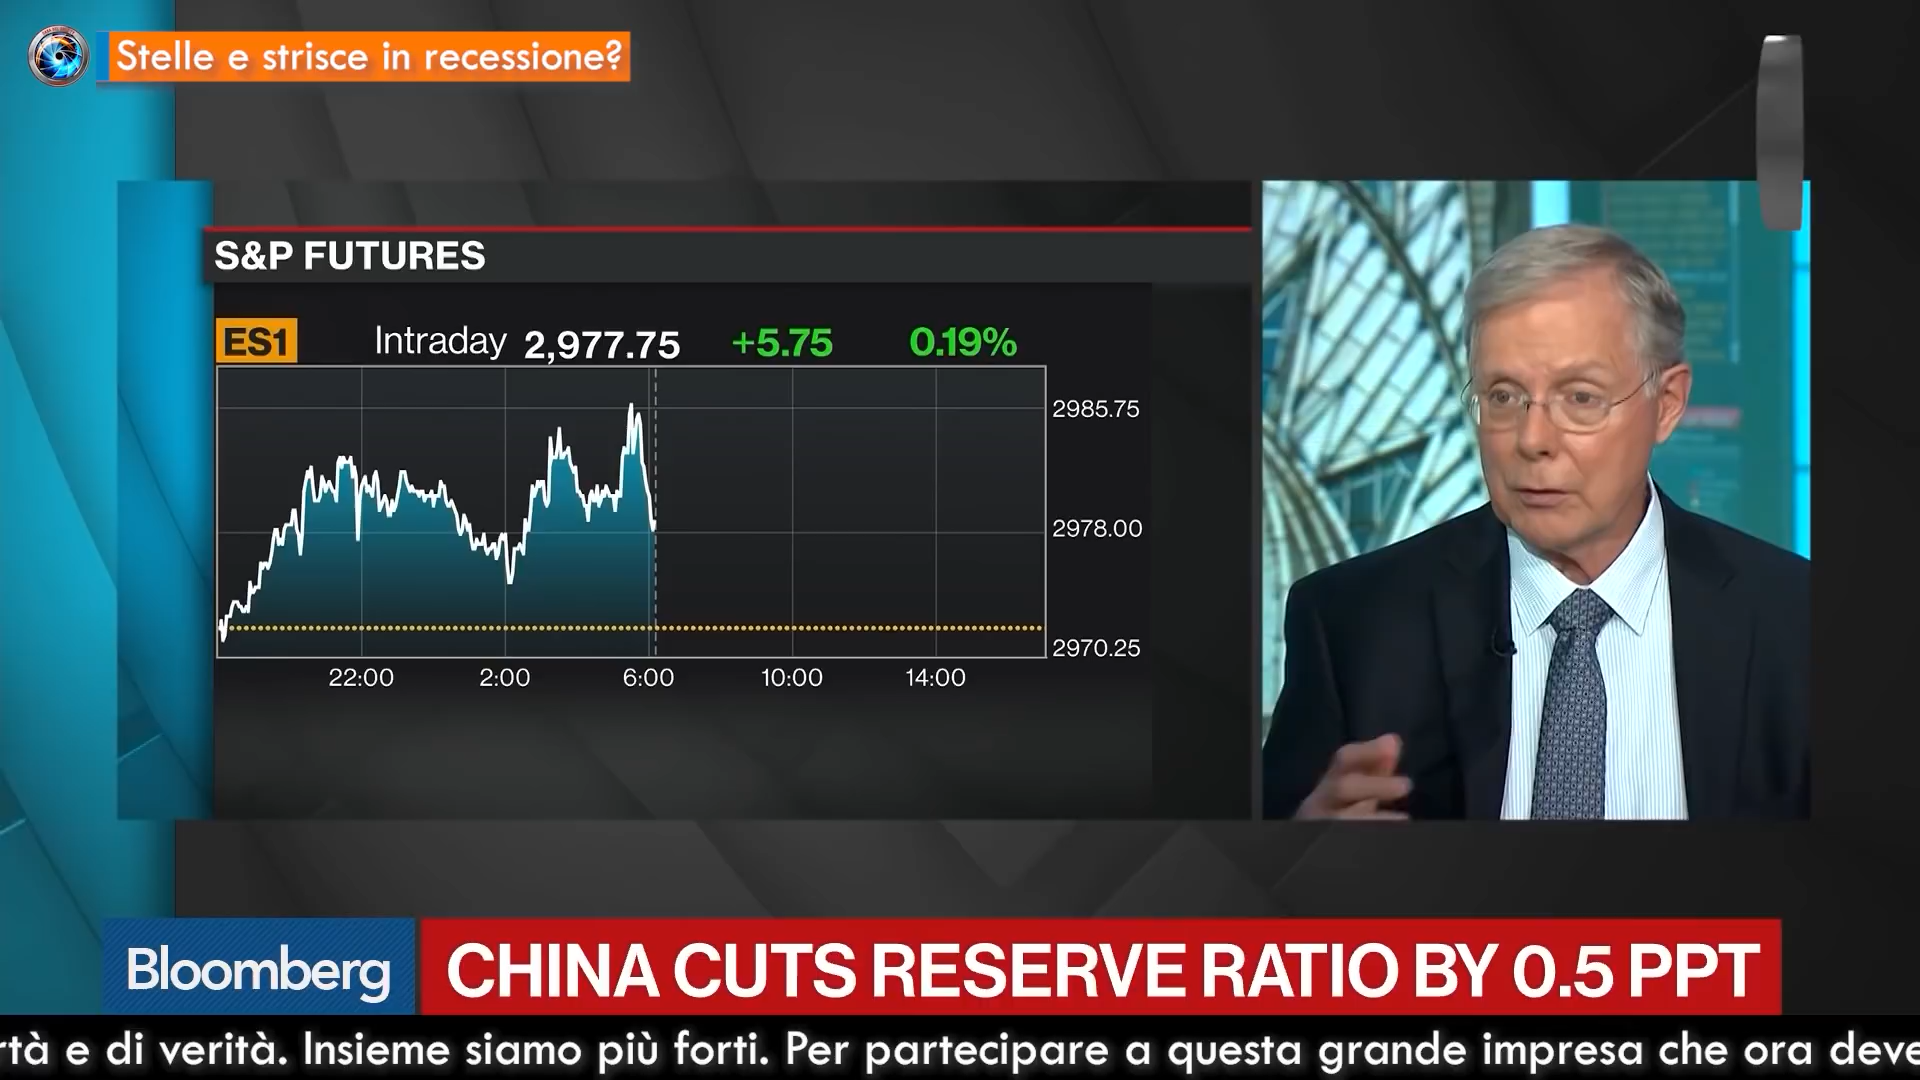 Stelle e strisce in recessione?
S&P FUTURES
ES1 Intraday 2,977.75 +5.75 0.19%
2985.75
2978.00
2970.25
22:00 2:00 6:00 10:00 14:00
Bloomberg
CHINA CUTS RESERVE RATIO BY 0.5 PPT
rtà e di verità. Insieme siamo più forti. Per partecipare a questa grande impresa che ora deve